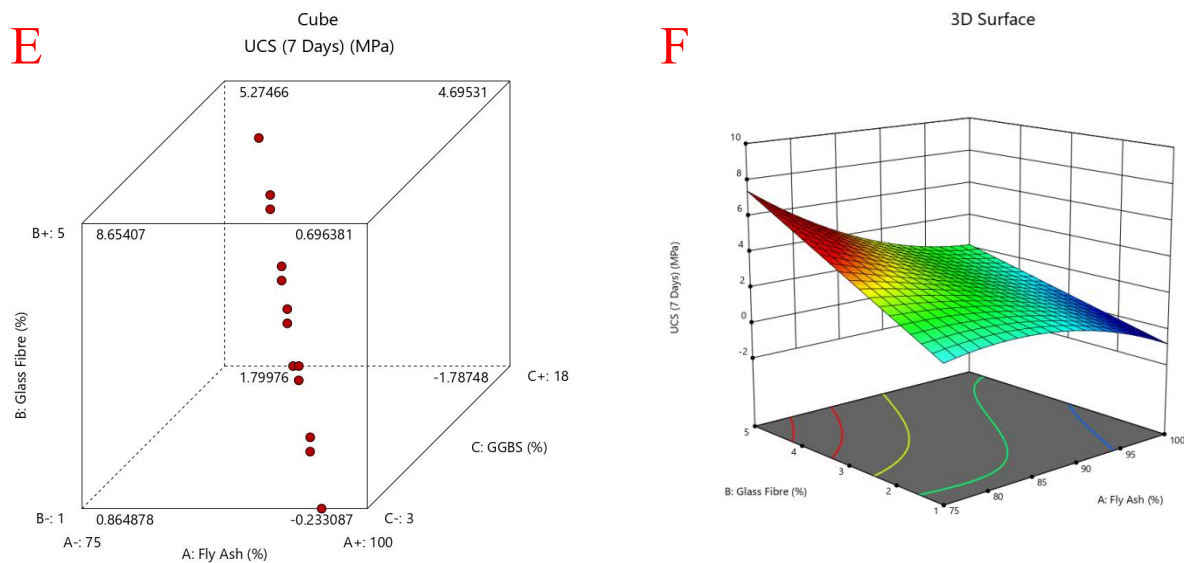 E
Cube
UCS (7 Days) (MPa)
5.27466
4.69531
B+: 5
8.65407
0.696381
B: Glass Fibre (%)
1.79976
-1.78748
C+: 18
C: GGBS (%)
B-: 1
0.864878
-0.233087
C-: 3
A-: 75
A: Fly Ash (%)
A+: 100
F
3D Surface
UCS (7 Days) (MPa)
10
8
6
4
2
0
-2
5
4
3
2
1
B: Glass Fibre (%)
75
80
85
90
95
100
A: Fly Ash (%)